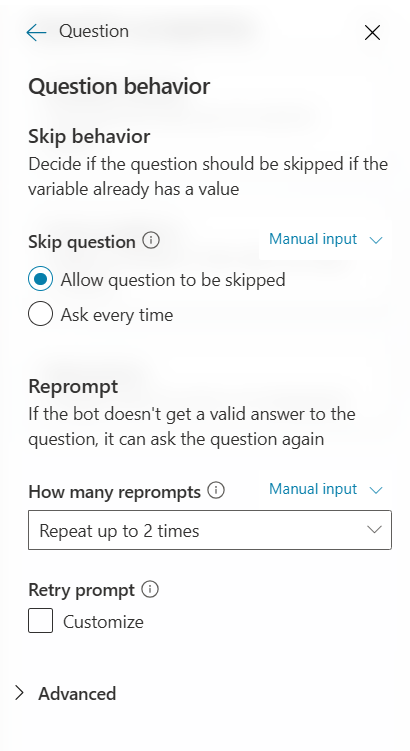 Question
Question behavior
Skip behavior
Decide if the question should be skipped if the
variable already has a value
Skip question
Manual input
Allow question to be skipped
Ask every time
Reprompt
If the bot doesn't get a valid answer to the
question, it can ask the question again
How many reprompts
Manual input
Repeat up to 2 times
Retry prompt
Customize
Advanced